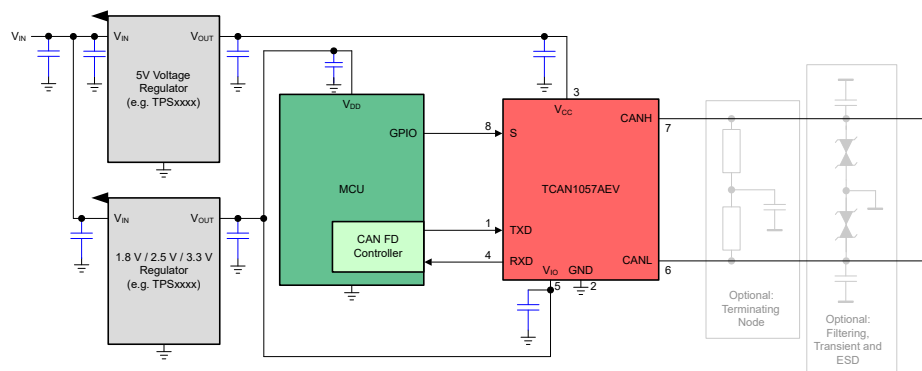 VIN
VIN
VOUT
5V Voltage
Regulator
(e.g. TPSxxxx)
VIN
VOUT
1.8 V / 2.5 V / 3.3 V
Regulator
(e.g. TPSxxxx)
VDD
GPIO
MCU
CAN FD
Controller
8
1
4
3
VCC
S
CANH
7
TCAN1057AEV
TXD
RXD
VIO
GND
CANL
6
5
2
Optional:
Terminating
Node
Optional:
Filtering,
Transient and
ESD